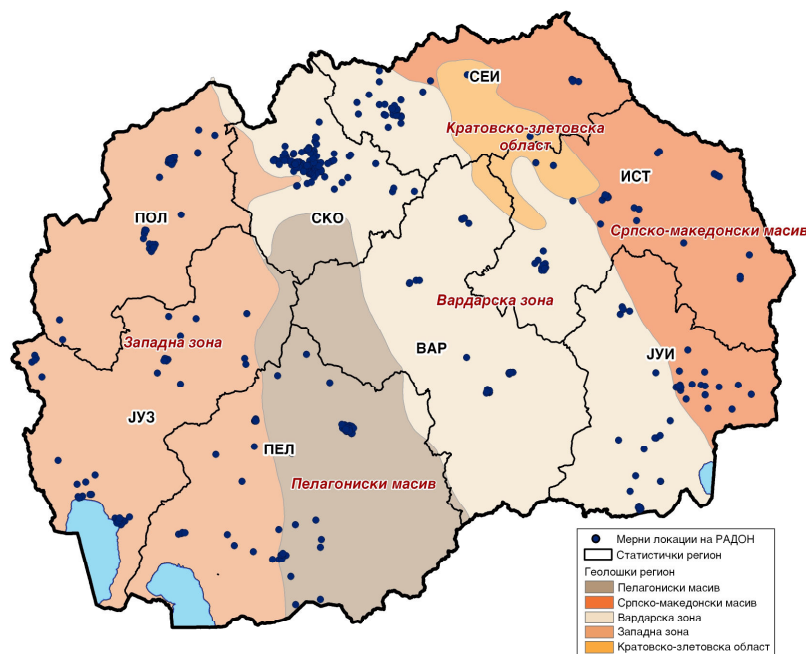 СЕИ
Кратовско-злетовска
област
ИСТ
ПОЛ
СКО
Српско-македонски масив
Вардарска зона
Западна зона
ВАР
ЈУИ
ЈУЗ
ПЕЛ
Пелагониски масив
Мерни локации на РАДОН
Статистички регион
Геолошки регион
Пелагониски масив
Српско-македонски масив
Вардарска зона
Западна зона
Кратовско-злетовска област